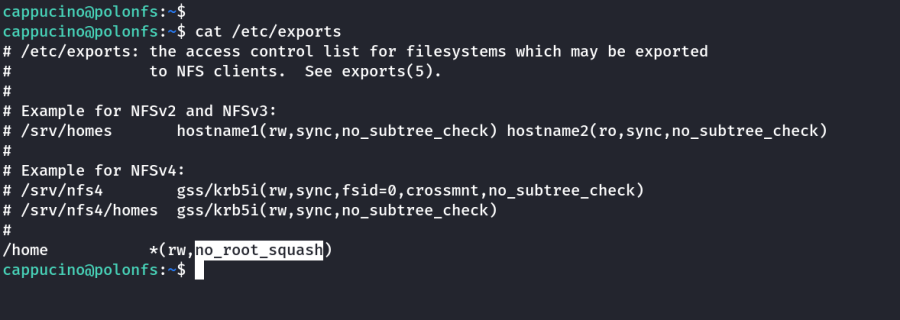 cappucino@polonfs:~$
cappucino@polonfs:~$ cat /etc/exports
# /etc/exports: the access control list for filesystems which may be exported
#               to NFS clients.  See exports(5).
#
# Example for NFSv2 and NFSv3:
# /srv/homes       hostname1(rw,sync,no_subtree_check) hostname2(ro,sync,no_subtree_check)
#
# Example for NFSv4:
# /srv/nfs4        gss/krb5i(rw,sync,fsid=0,crossmnt,no_subtree_check)
# /srv/nfs4/homes  gss/krb5i(rw,sync,no_subtree_check)
#
/home           *(rw,no_root_squash)
cappucino@polonfs:~$